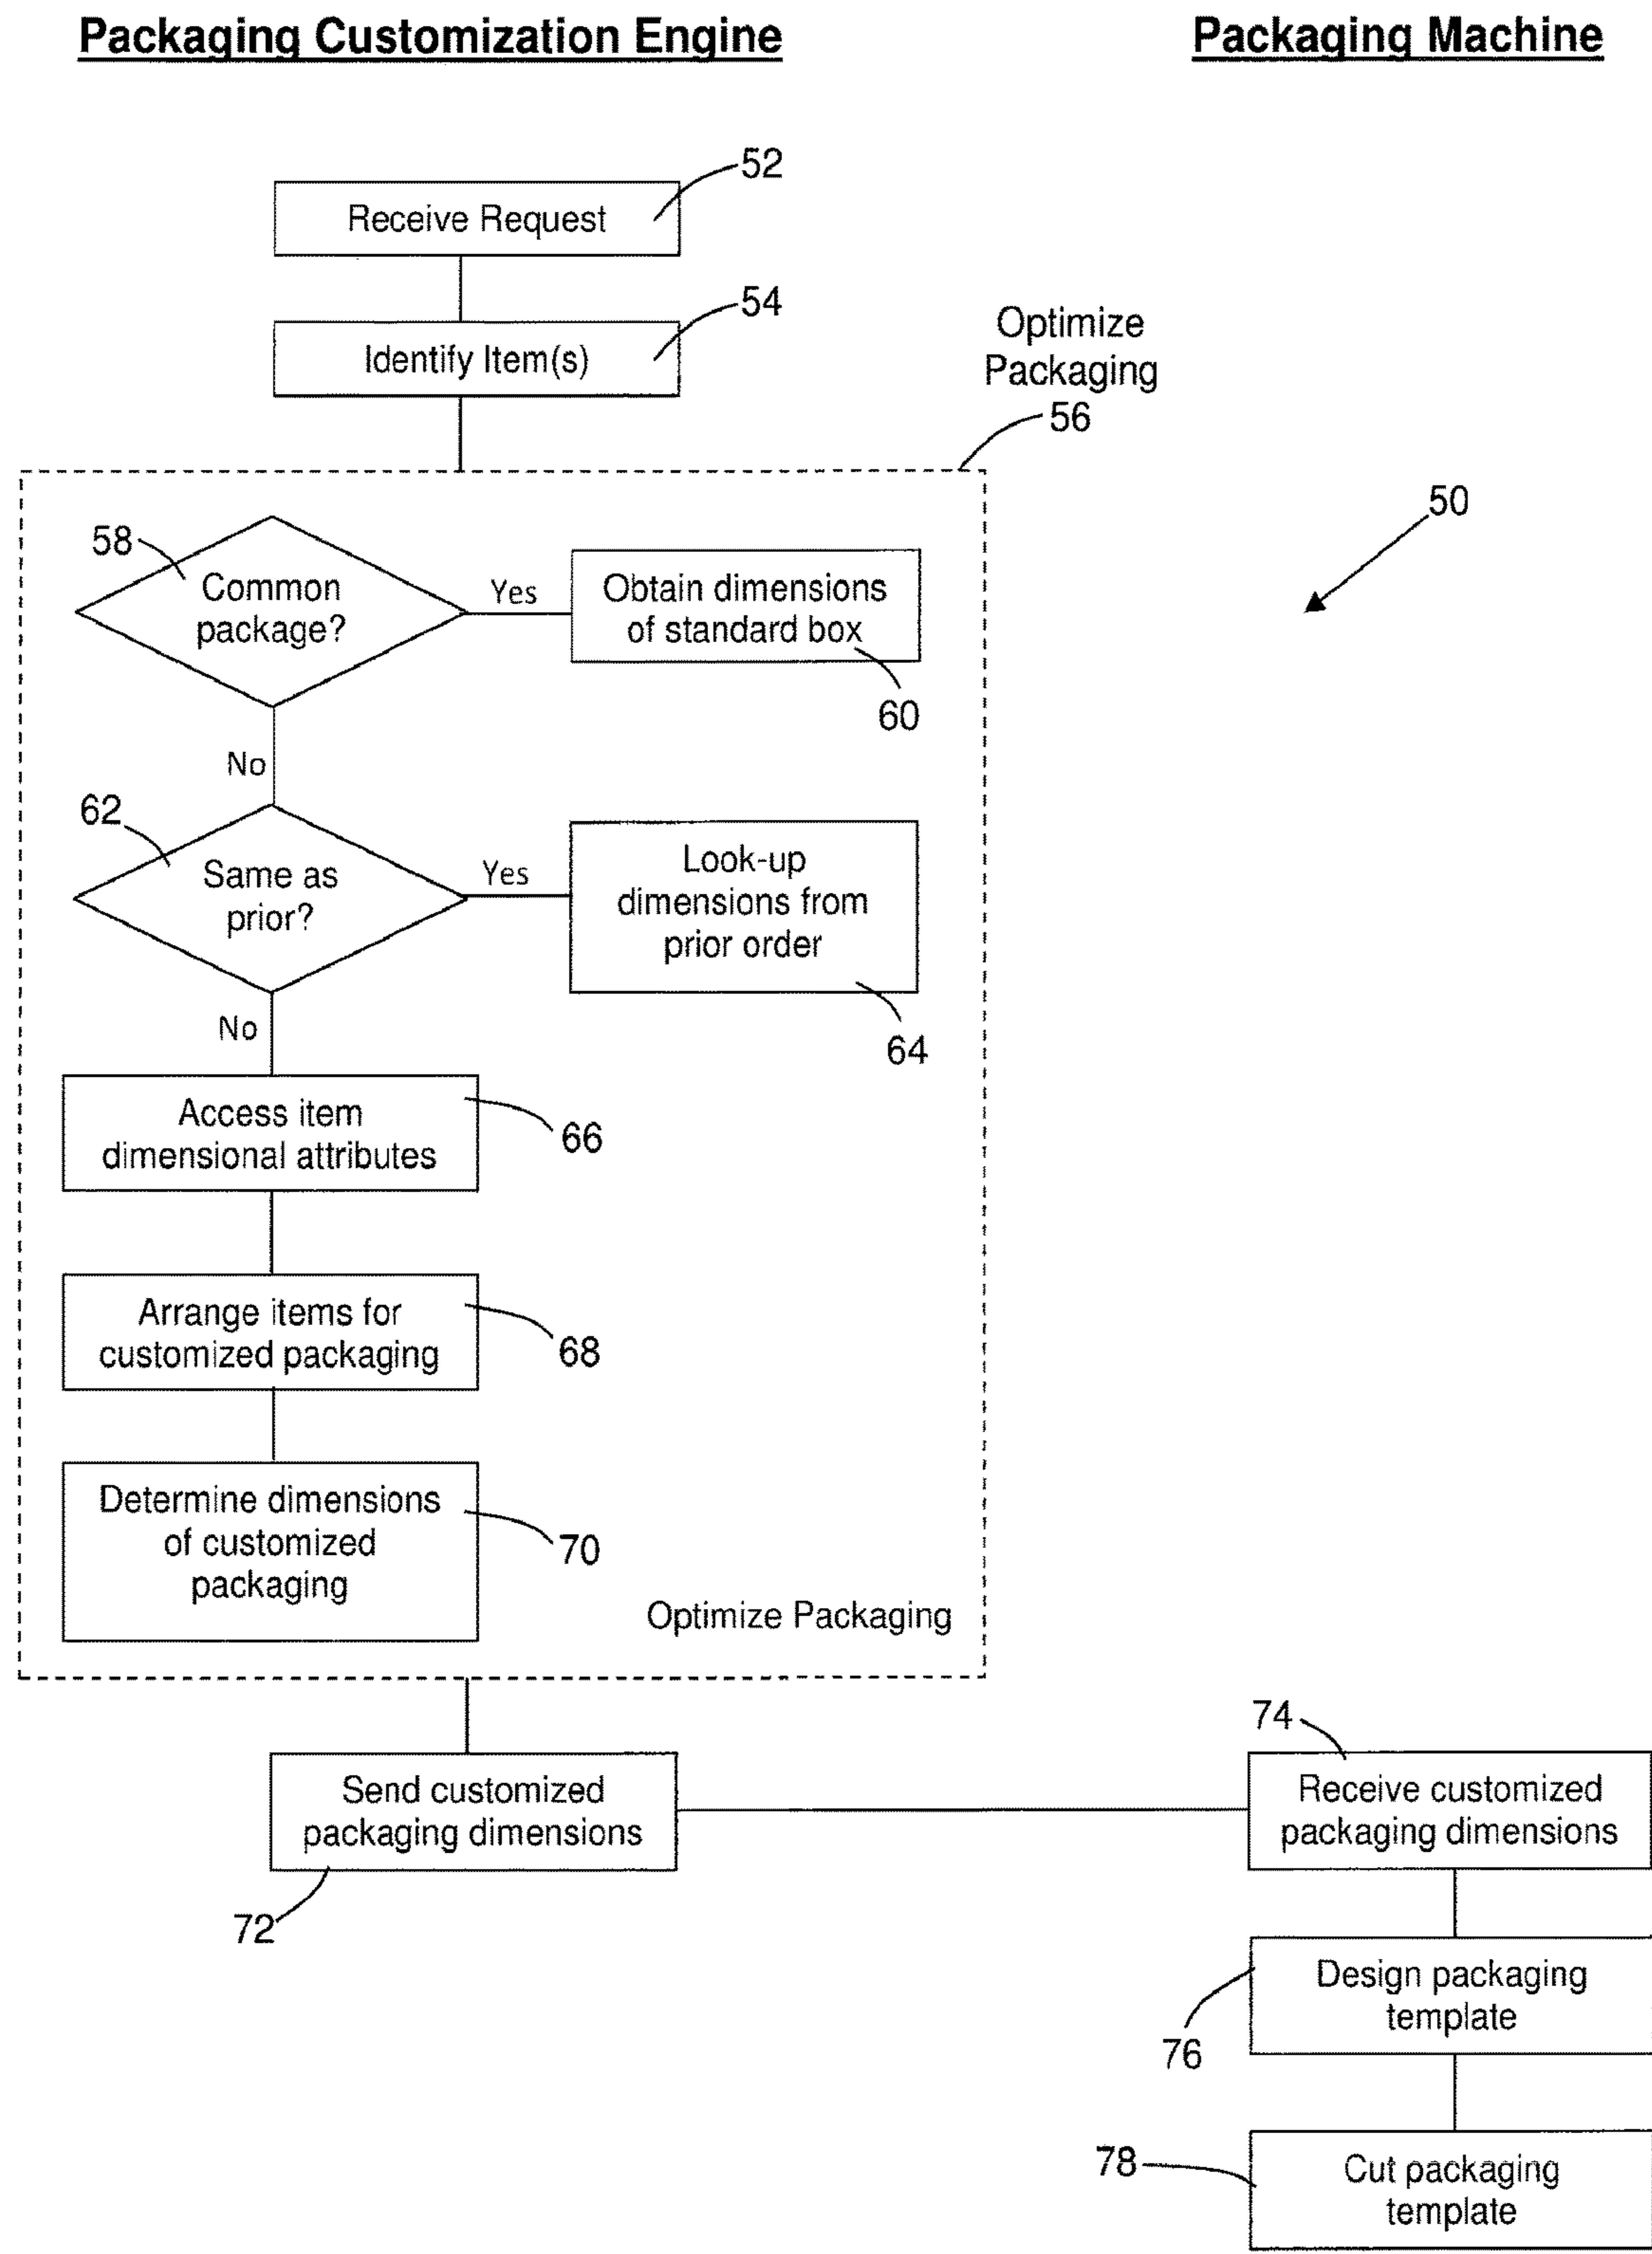 Packaging Customization Engine
Packaging Machine
52
Receive Request
54
Identify Item(s)
Optimize
Packaging
56
50
58
Common
package?
Yes
Obtain dimensions
of standard box
60
No
62
Same as
prior?
Yes
Look-up
dimensions from
prior order
64
No
Access item
dimensional attributes
66
Arrange items for
customized packaging
68
Determine dimensions
of customized
packaging
70
Optimize Packaging
Send customized
packaging dimensions
72
74
Receive customized
packaging dimensions
Design packaging
template
76
78
Cut packaging
template